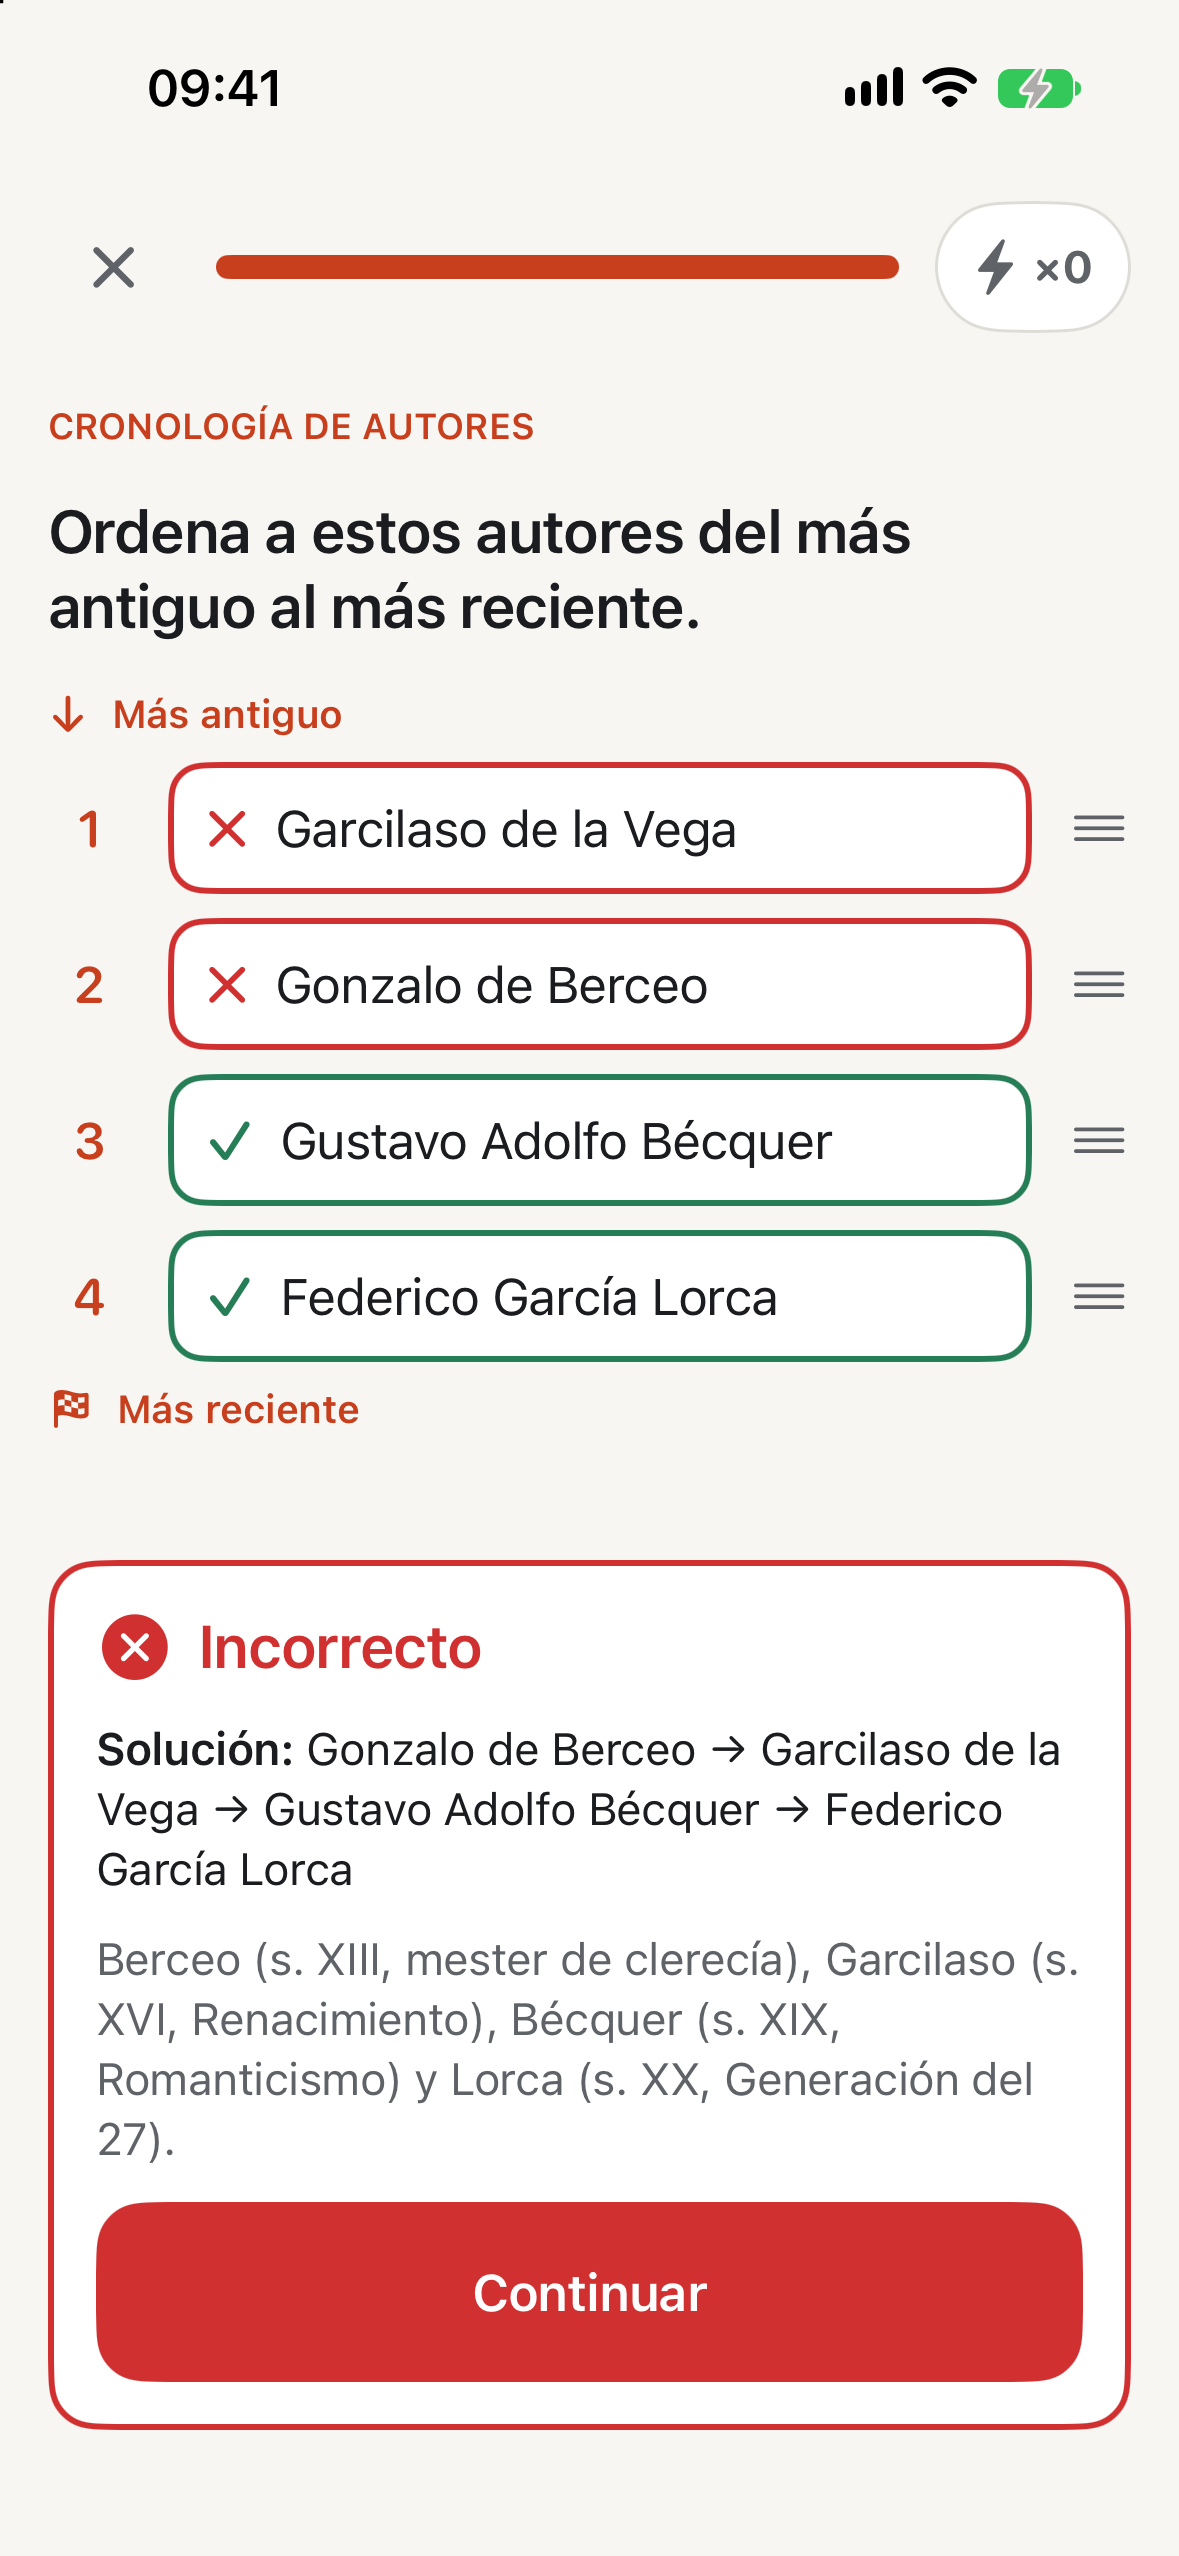 09:41
×0
CRONOLOGÍA DE AUTORES
Ordena a estos autores del más
antiguo al más reciente.
Más antiguo
1 Garcilaso de la Vega
2 Gonzalo de Berceo
3 Gustavo Adolfo Bécquer
4 Federico García Lorca
Más reciente
Incorrecto
Solución: Gonzalo de Berceo → Garcilaso de la
Vega → Gustavo Adolfo Bécquer → Federico
García Lorca
Berceo (s. XIII, mester de clerecía), Garcilaso (s.
XVI, Renacimiento), Bécquer (s. XIX,
Romanticismo) y Lorca (s. XX, Generación del
27).
Continuar